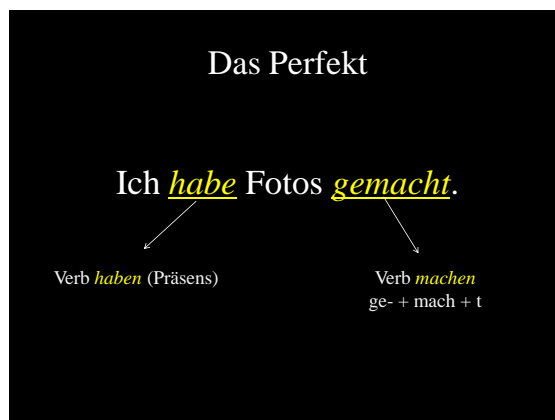 Das Perfekt
Ich habe Fotos gemacht.
Verb haben (Präsens)
Verb machen
ge- + mach + t